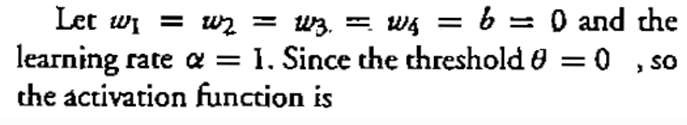 Let w₁ = w₂ = w₃. = w₄ = b = 0 and the
learning rate α = 1. Since the threshold θ = 0 , so
the activation function is